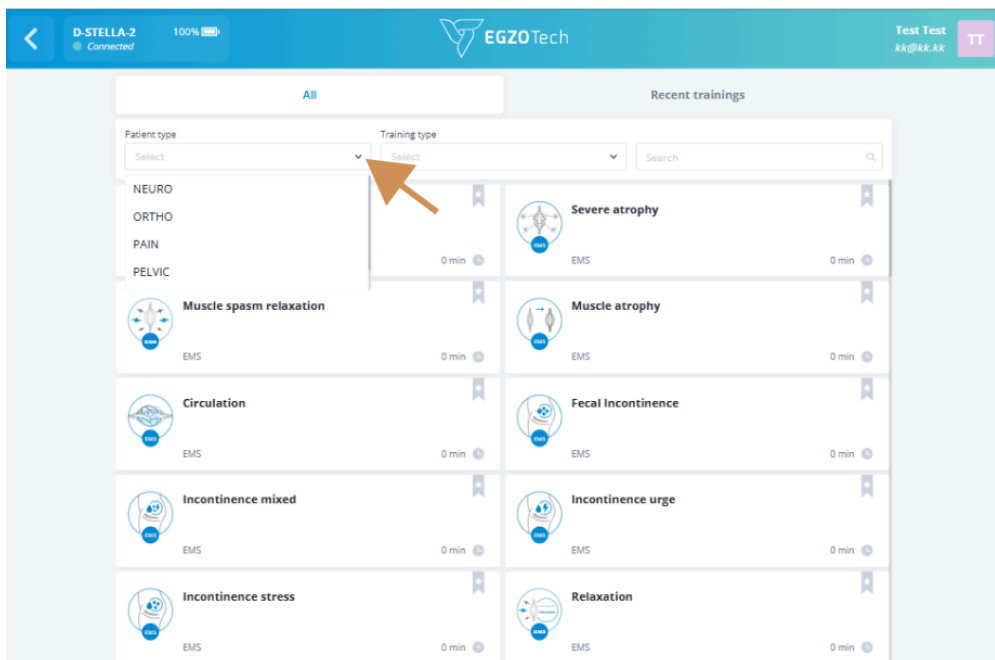 D-STELLA-2 100%
Connected
EGZOTech
Test Test
kk@kk.kk
TT
All
Recent trainings
Patient type
Training type
Select
Select
Search
NEURO
ORTHO
PAIN
PELVIC
0 min
Severe atrophy
EMS
EMS
0 min
Muscle spasm relaxation
EMS
EMS
0 min
Muscle atrophy
EMS
EMS
0 min
Circulation
EMS
EMS
0 min
Fecal Incontinence
EMS
EMS
0 min
Incontinence mixed
EMS
EMS
0 min
Incontinence urge
EMS
EMS
0 min
Incontinence stress
EMS
EMS
0 min
Relaxation
EMS
EMS
0 min